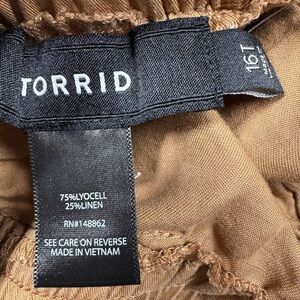 TORRID
16T
75%LYOCELL
25%LINEN
RN#148862
SEE CARE ON REVERSE
MADE IN VIETNAM